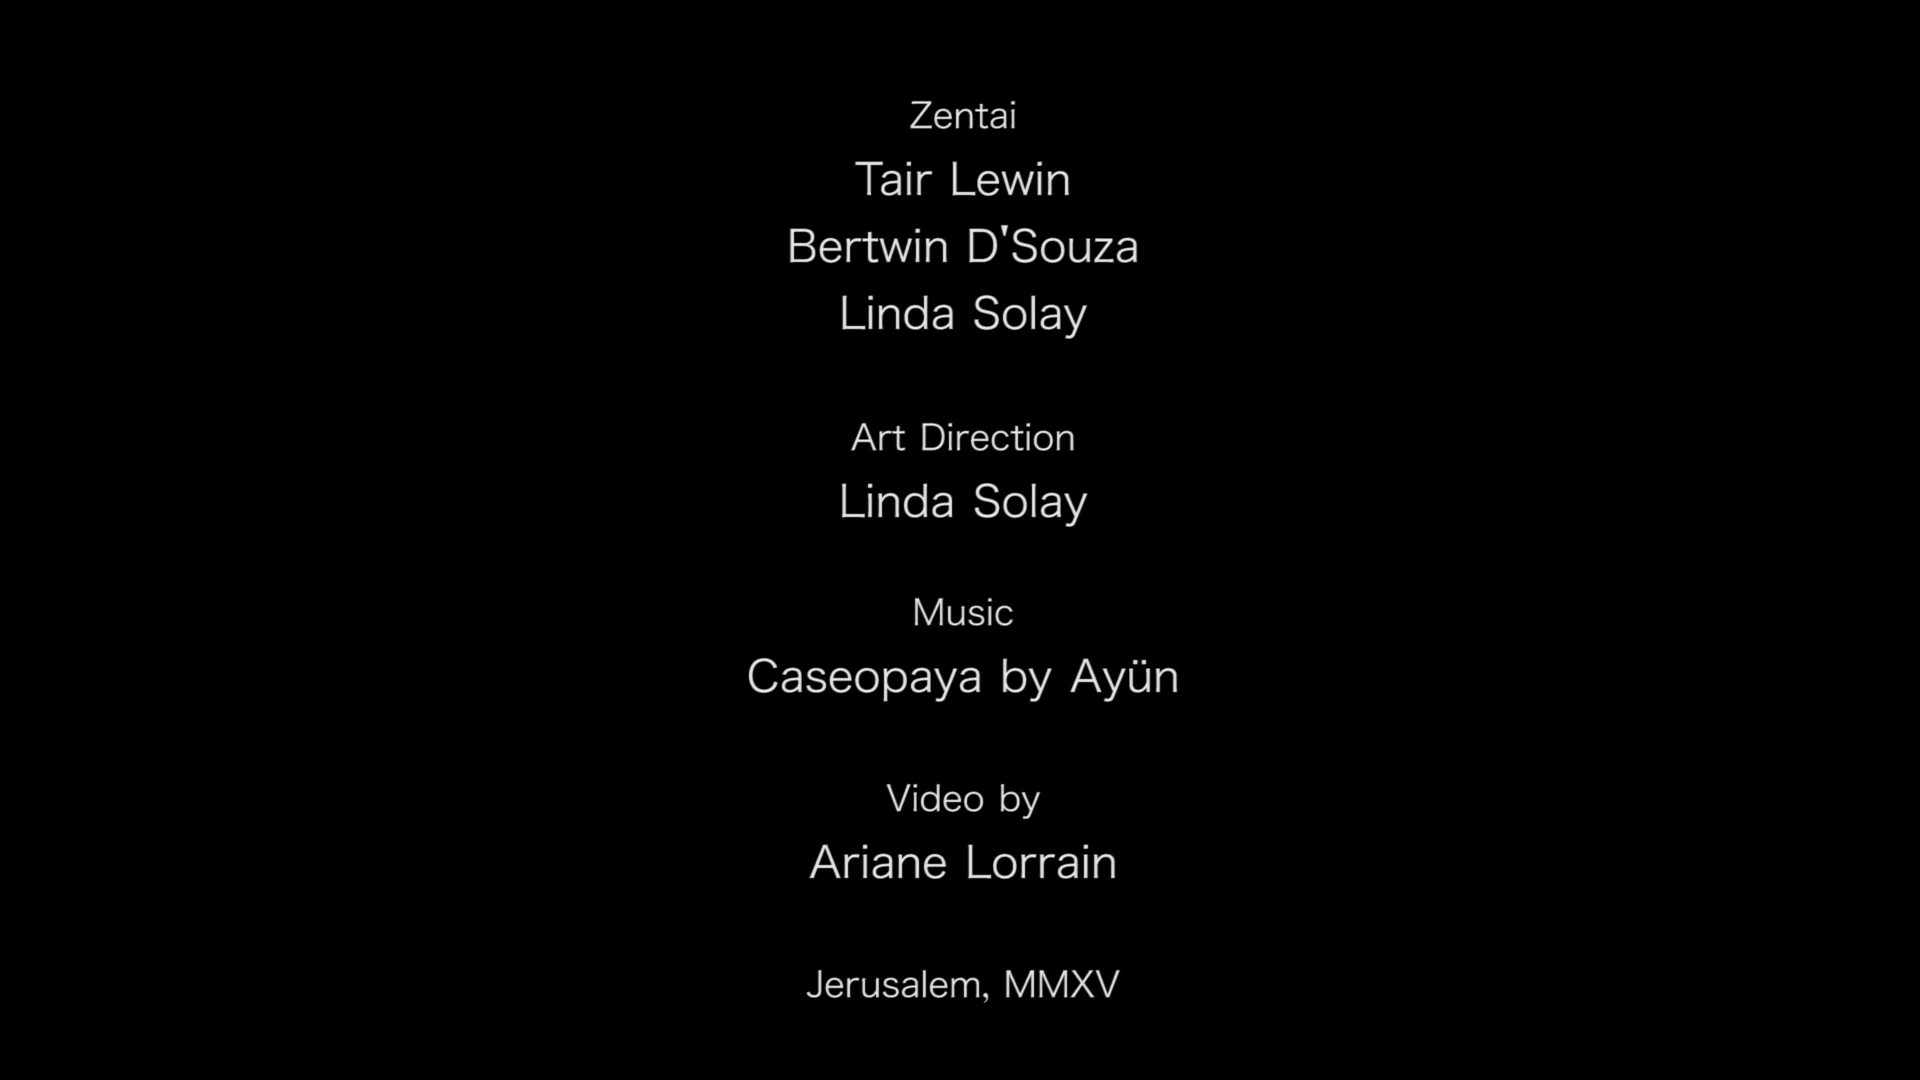 Zentai
Tair Lewin
Bertwin D'Souza
Linda Solay
Art Direction
Linda Solay
Music
Caseopaya by Ayün
Video by
Ariane Lorrain
Jerusalem, MMXV